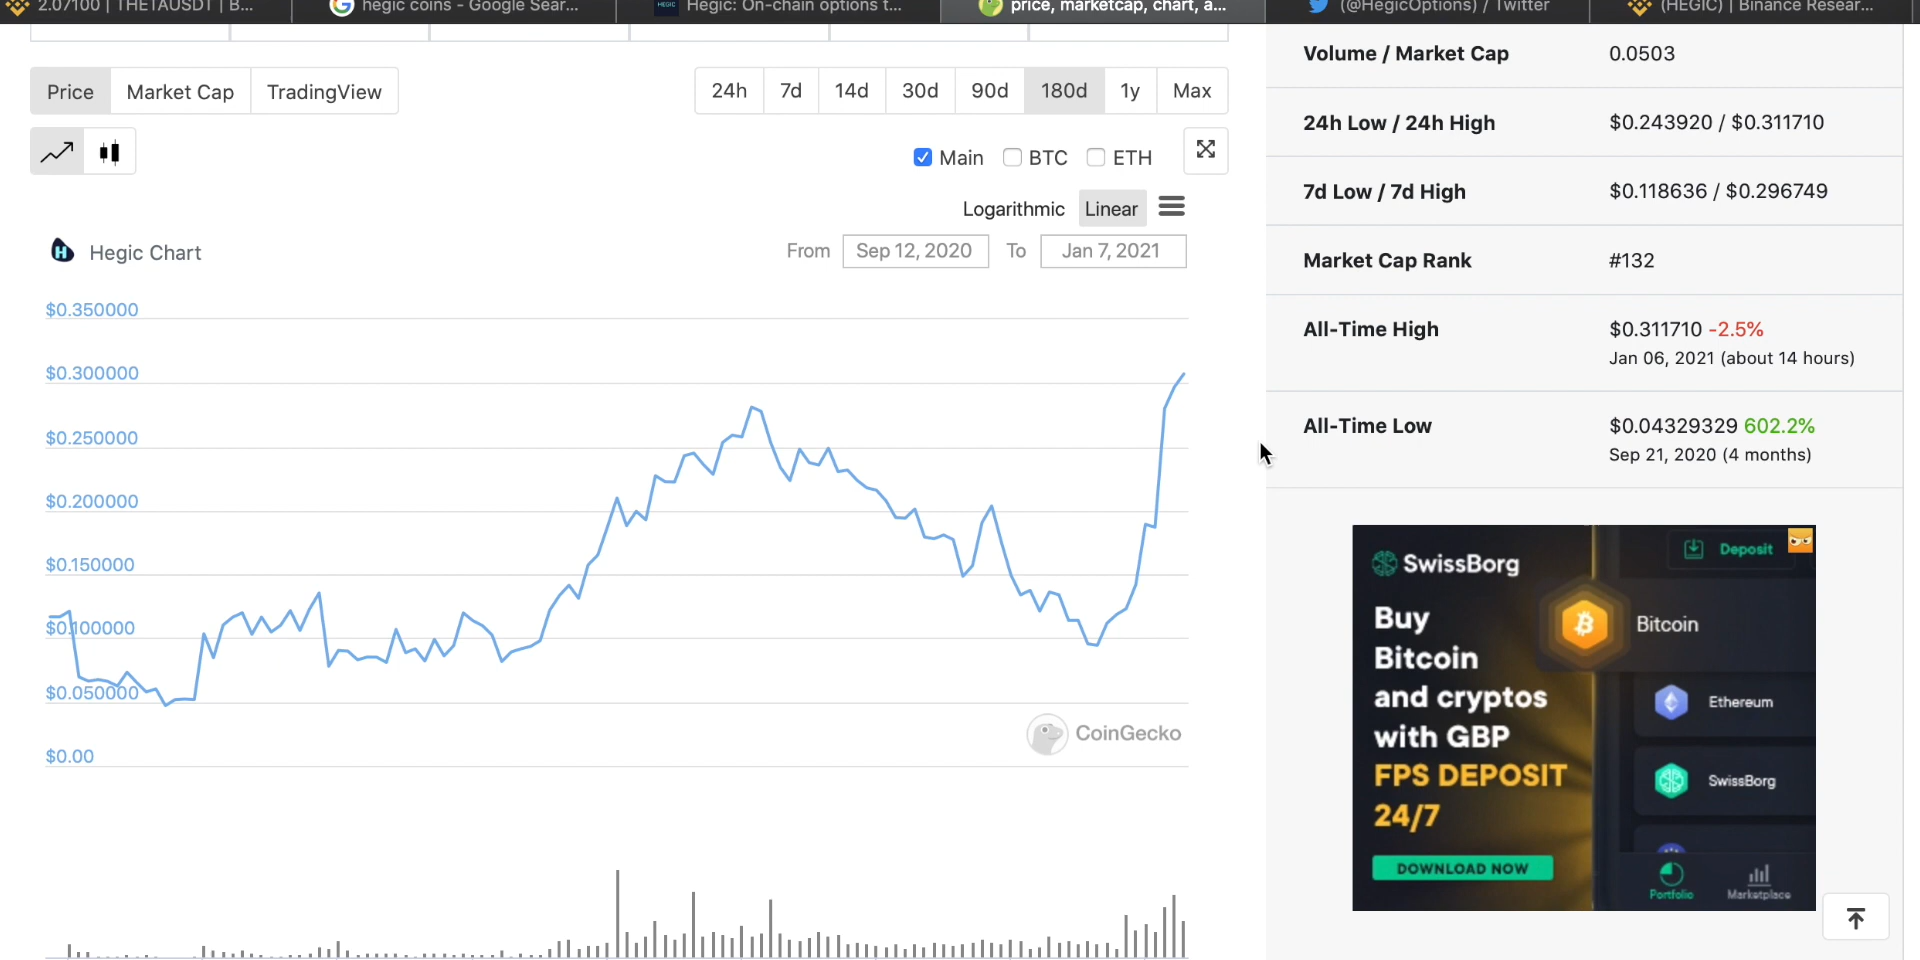 2.07100 | THETAUSDT | B...
hegic coins - Google Sear...
HEGIC
Hegic: On-chain options t...
price, marketcap, chart, a...
(@HegicOptions) / Twitter
(HEGIC) | Binance Resear...
Price
Market Cap
TradingView
24h
7d
14d
30d
90d
180d
1y
Max
Main
BTC
ETH
Logarithmic
Linear
H
Hegic Chart
From
Sep 12, 2020
To
Jan 7, 2021
$0.350000
$0.300000
$0.250000
$0.200000
$0.150000
$0.100000
$0.050000
$0.00
CoinGecko
Volume / Market Cap
0.0503
24h Low / 24h High
$0.243920 / $0.311710
7d Low / 7d High
$0.118636 / $0.296749
Market Cap Rank
#132
All-Time High
$0.311710 -2.5%
Jan 06, 2021 (about 14 hours)
All-Time Low
$0.04329329 602.2%
Sep 21, 2020 (4 months)
SwissBorg
Buy
Bitcoin
and cryptos
with GBP
FPS DEPOSIT
24/7
DOWNLOAD NOW
Deposit
Bitcoin
Ethereum
SwissBorg
Portfolio
Marketplace